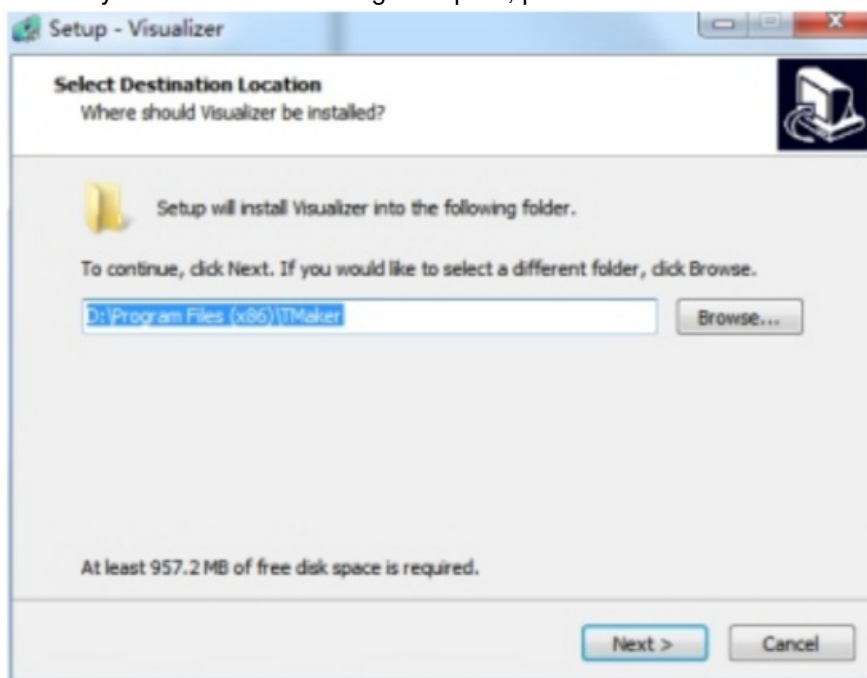 Setup - Visualizer
Select Destination Location
Where should Visualizer be installed?
Setup will install Visualizer into the following folder.
To continue, click Next. If you would like to select a different folder, click Browse.
D:\Program Files (x86)\TMaker
Browse...
At least 957.2 MB of free disk space is required.
Next >
Cancel